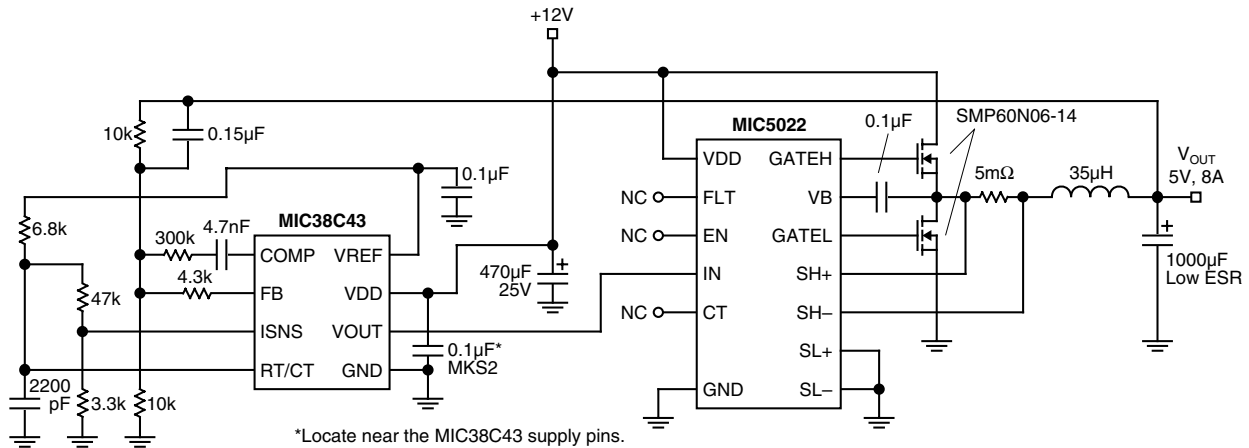 +12V
10k
0.15µF
MIC5022
0.1µF
SMP60N06-14
VDD
GATEH
5mΩ
35µH
VOUT
5V, 8A
0.1µF
FLT
VB
NC
6.8k
MIC38C43
300k
4.7nF
COMP
VREF
NC
EN
GATEL
1000µF
Low ESR
470µF
25V
IN
SH+
4.3k
47k
FB
VDD
NC
CT
SH–
ISNS
VOUT
0.1µF*
MKS2
SL+
RT/CT
GND
2200
pF
3.3k
10k
GND
SL–
*Locate near the MIC38C43 supply pins.
+
+